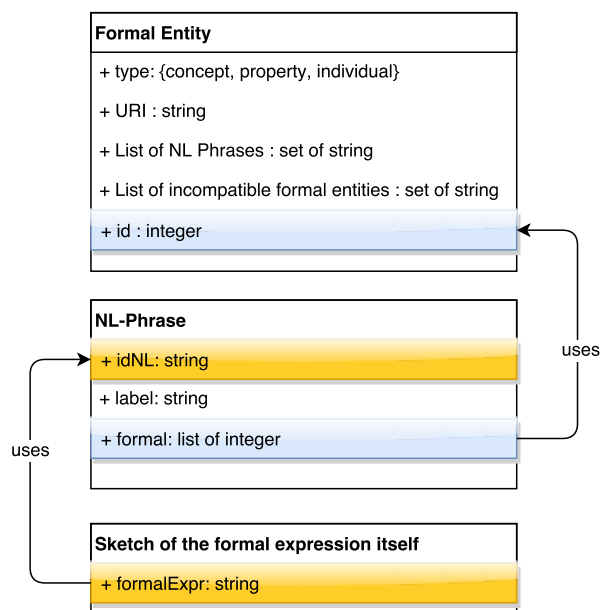 Formal Entity
+ type: {concept, property, individual}
+ URI : string
+ List of NL Phrases : set of string
+ List of incompatible formal entities : set of string
+ id : integer
NL-Phrase
+ idNL: string
uses
+ label: string
+ formal: list of integer
uses
Sketch of the formal expression itself
+ formalExpr: string